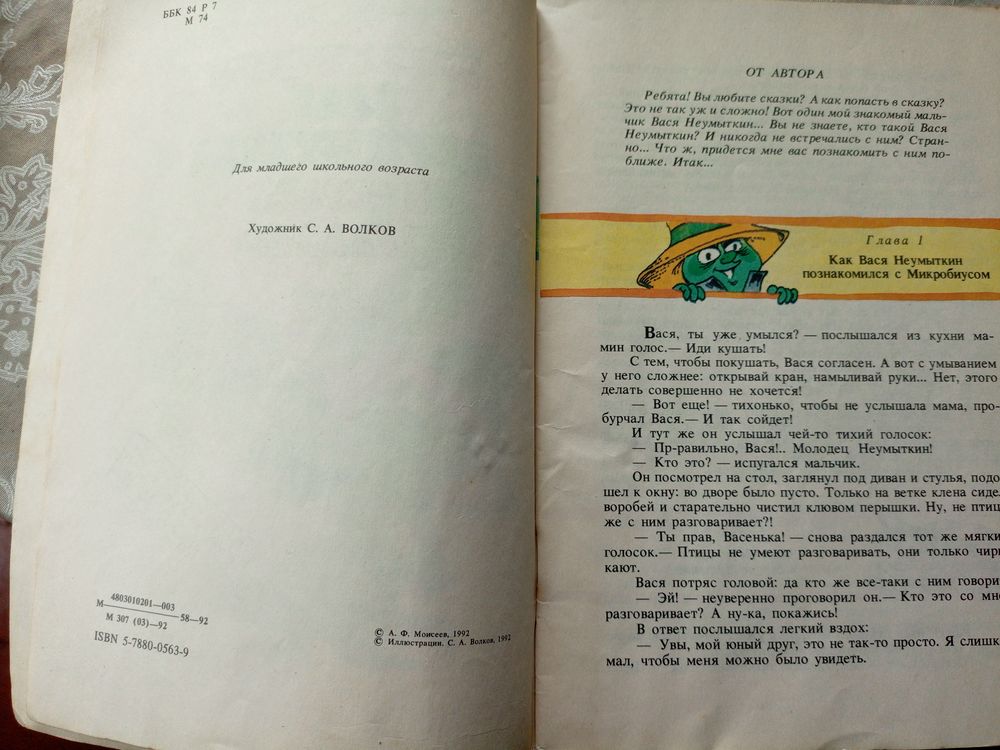 ББК 84 Р 7
М 74
Для младшего школьного возраста
Художник С. А. ВОЛКОВ
4803010201—003
М———58—92
М 307 (03)—92
ISBN 5-7880-0563-9
© А. Ф. Моисеев, 1992
© Иллюстрации. С. А. Волков, 1992
ОТ АВТОРА
Ребята! Вы любите сказки? А как попасть в сказку?
Это не так уж и сложно! Вот один мой знакомый маль-
чик Вася Неумыткин... Вы не знаете, кто такой Вася
Неумыткин? И никогда не встречались с ним? Стран-
но... Что ж, придется мне вас познакомить с ним по-
ближе. Итак...
Глава 1
Как Вася Неумыткин
познакомился с Микробиусом
Вася, ты уже умылся? — послышался из кухни ма-
мин голос.— Иди кушать!
С тем, чтобы покушать, Вася согласен. А вот с умыванием
у него сложнее: открывай кран, намыливай руки... Нет, этого
делать совершенно не хочется!
— Вот еще! — тихонько, чтобы не услышала мама, про-
бурчал Вася.— И так сойдет!
И тут же он услышал чей-то тихий голосок:
— Пр-равильно, Вася!.. Молодец Неумыткин!
— Кто это? — испугался мальчик.
Он посмотрел на стол, заглянул под диван и стулья, подо
шел к окну: во дворе было пусто. Только на ветке клена сидел
воробей и старательно чистил клювом перышки. Ну, не птиц
же с ним разговаривает?!
— Ты прав, Васенька! — снова раздался тот же мягки
голосок.— Птицы не умеют разговаривать, они только чири
кают.
Вася потряс головой: да кто же все-таки с ним говори
— Эй! — неуверенно проговорил он.— Кто это со мно
разговаривает? А ну-ка, покажись!
В ответ послышался легкий вздох:
— Увы, мой юный друг, это не так-то просто. Я слишк
мал, чтобы меня можно было увидеть.